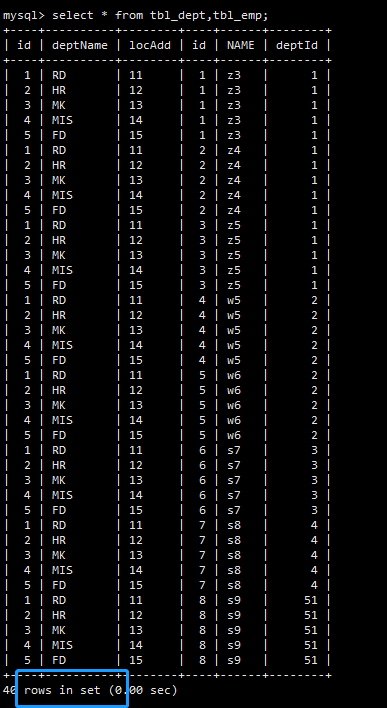 mysql> select * from tbl_dept,tbl_emp;
+----+----------+--------+----+------+--------+
| id | deptName | locAdd | id | NAME | deptId |
+----+----------+--------+----+------+--------+
| 1 | RD | 11 | 1 | z3 | 1 |
| 2 | HR | 12 | 1 | z3 | 1 |
| 3 | MK | 13 | 1 | z3 | 1 |
| 4 | MIS | 14 | 1 | z3 | 1 |
| 5 | FD | 15 | 1 | z3 | 1 |
| 1 | RD | 11 | 2 | z4 | 1 |
| 2 | HR | 12 | 2 | z4 | 1 |
| 3 | MK | 13 | 2 | z4 | 1 |
| 4 | MIS | 14 | 2 | z4 | 1 |
| 5 | FD | 15 | 2 | z4 | 1 |
| 1 | RD | 11 | 3 | z5 | 1 |
| 2 | HR | 12 | 3 | z5 | 1 |
| 3 | MK | 13 | 3 | z5 | 1 |
| 4 | MIS | 14 | 3 | z5 | 1 |
| 5 | FD | 15 | 3 | z5 | 1 |
| 1 | RD | 11 | 4 | w5 | 2 |
| 2 | HR | 12 | 4 | w5 | 2 |
| 3 | MK | 13 | 4 | w5 | 2 |
| 4 | MIS | 14 | 4 | w5 | 2 |
| 5 | FD | 15 | 4 | w5 | 2 |
| 1 | RD | 11 | 5 | w6 | 2 |
| 2 | HR | 12 | 5 | w6 | 2 |
| 3 | MK | 13 | 5 | w6 | 2 |
| 4 | MIS | 14 | 5 | w6 | 2 |
| 5 | FD | 15 | 5 | w6 | 2 |
| 1 | RD | 11 | 6 | s7 | 3 |
| 2 | HR | 12 | 6 | s7 | 3 |
| 3 | MK | 13 | 6 | s7 | 3 |
| 4 | MIS | 14 | 6 | s7 | 3 |
| 5 | FD | 15 | 6 | s7 | 3 |
| 1 | RD | 11 | 7 | s8 | 4 |
| 2 | HR | 12 | 7 | s8 | 4 |
| 3 | MK | 13 | 7 | s8 | 4 |
| 4 | MIS | 14 | 7 | s8 | 4 |
| 5 | FD | 15 | 7 | s8 | 4 |
| 1 | RD | 11 | 8 | s9 | 51 |
| 2 | HR | 12 | 8 | s9 | 51 |
| 3 | MK | 13 | 8 | s9 | 51 |
| 4 | MIS | 14 | 8 | s9 | 51 |
| 5 | FD | 15 | 8 | s9 | 51 |
+----+----------+--------+----+------+--------+
40 rows in set (0.00 sec)